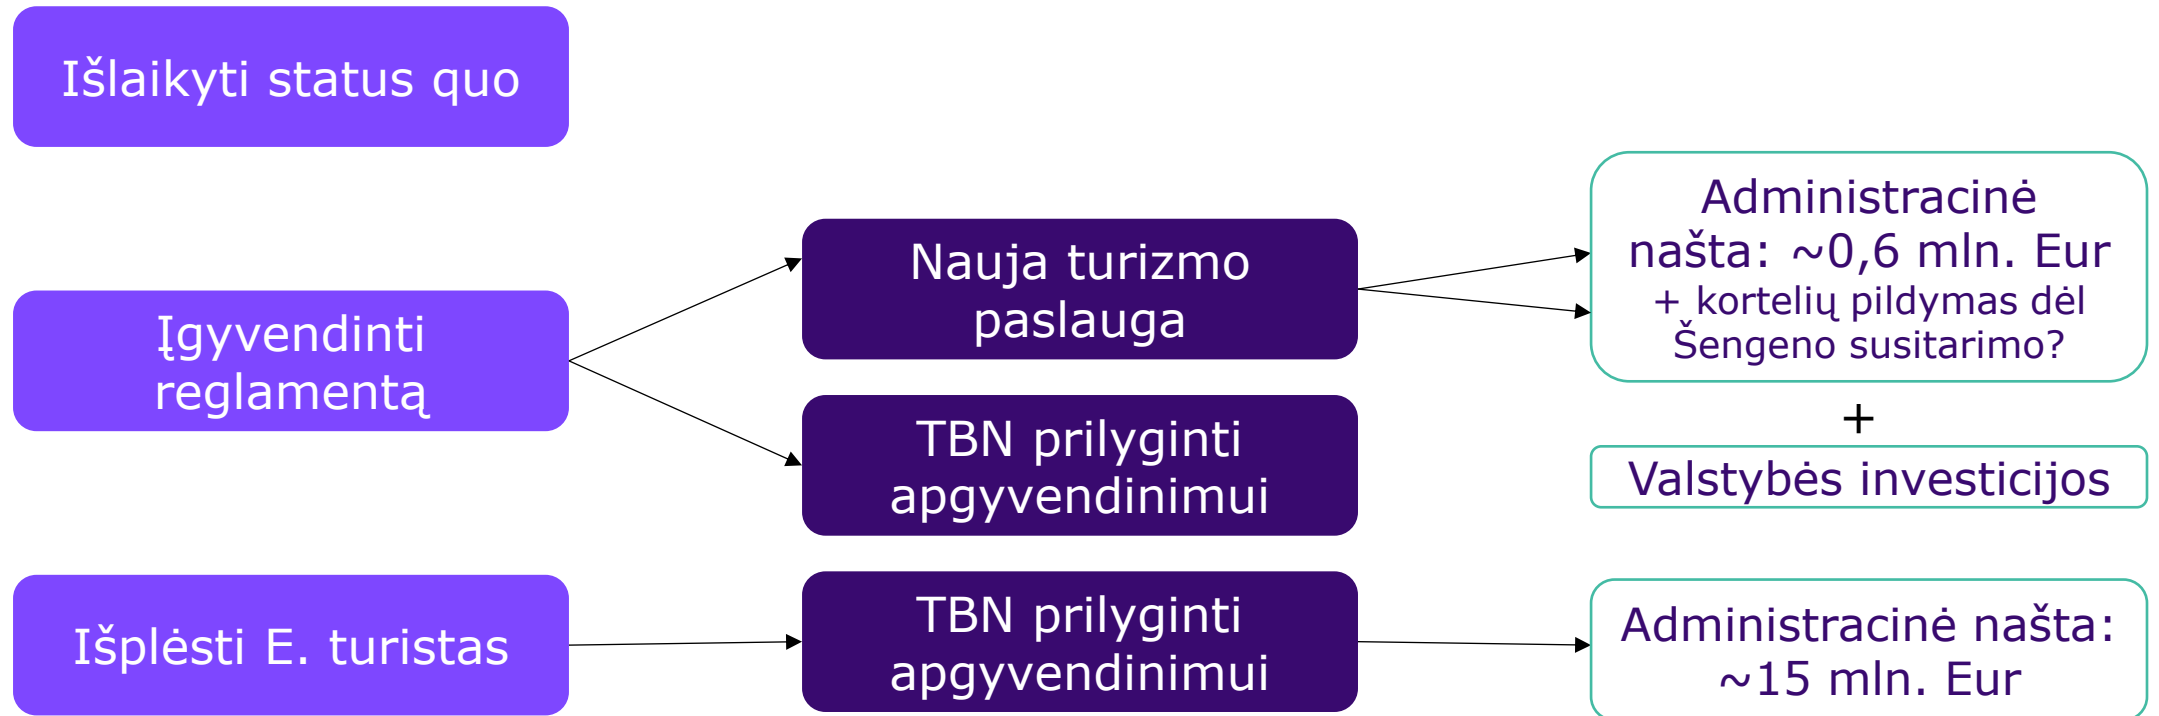 Išlaikyti status quo
Įgyvendinti
reglamentą
Išplėsti E. turistas
Nauja turizmo
paslauga
TBN prilyginti
apgyvendinimui
TBN prilyginti
apgyvendinimui
Administracinė
našta: ~0,6 mln. Eur
+ kortelių pildymas dėl
Šengeno susitarimo?
+
Valstybės investicijos
Administracinė našta:
~15 mln. Eur